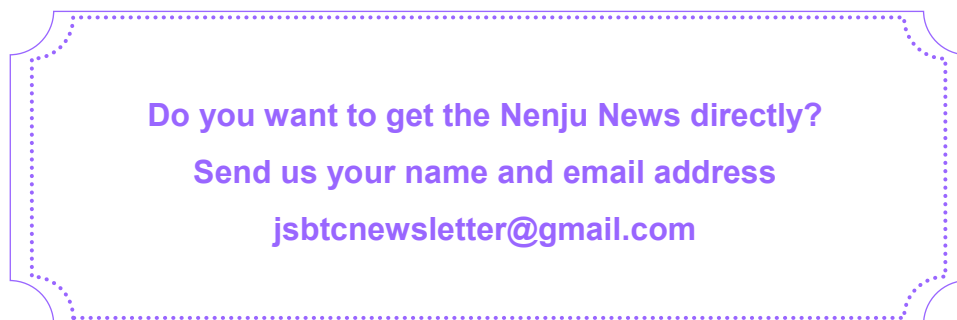 Do you want to get the Nenju News directly?
Send us your name and email address
jsbtcnewsletter@gmail.com